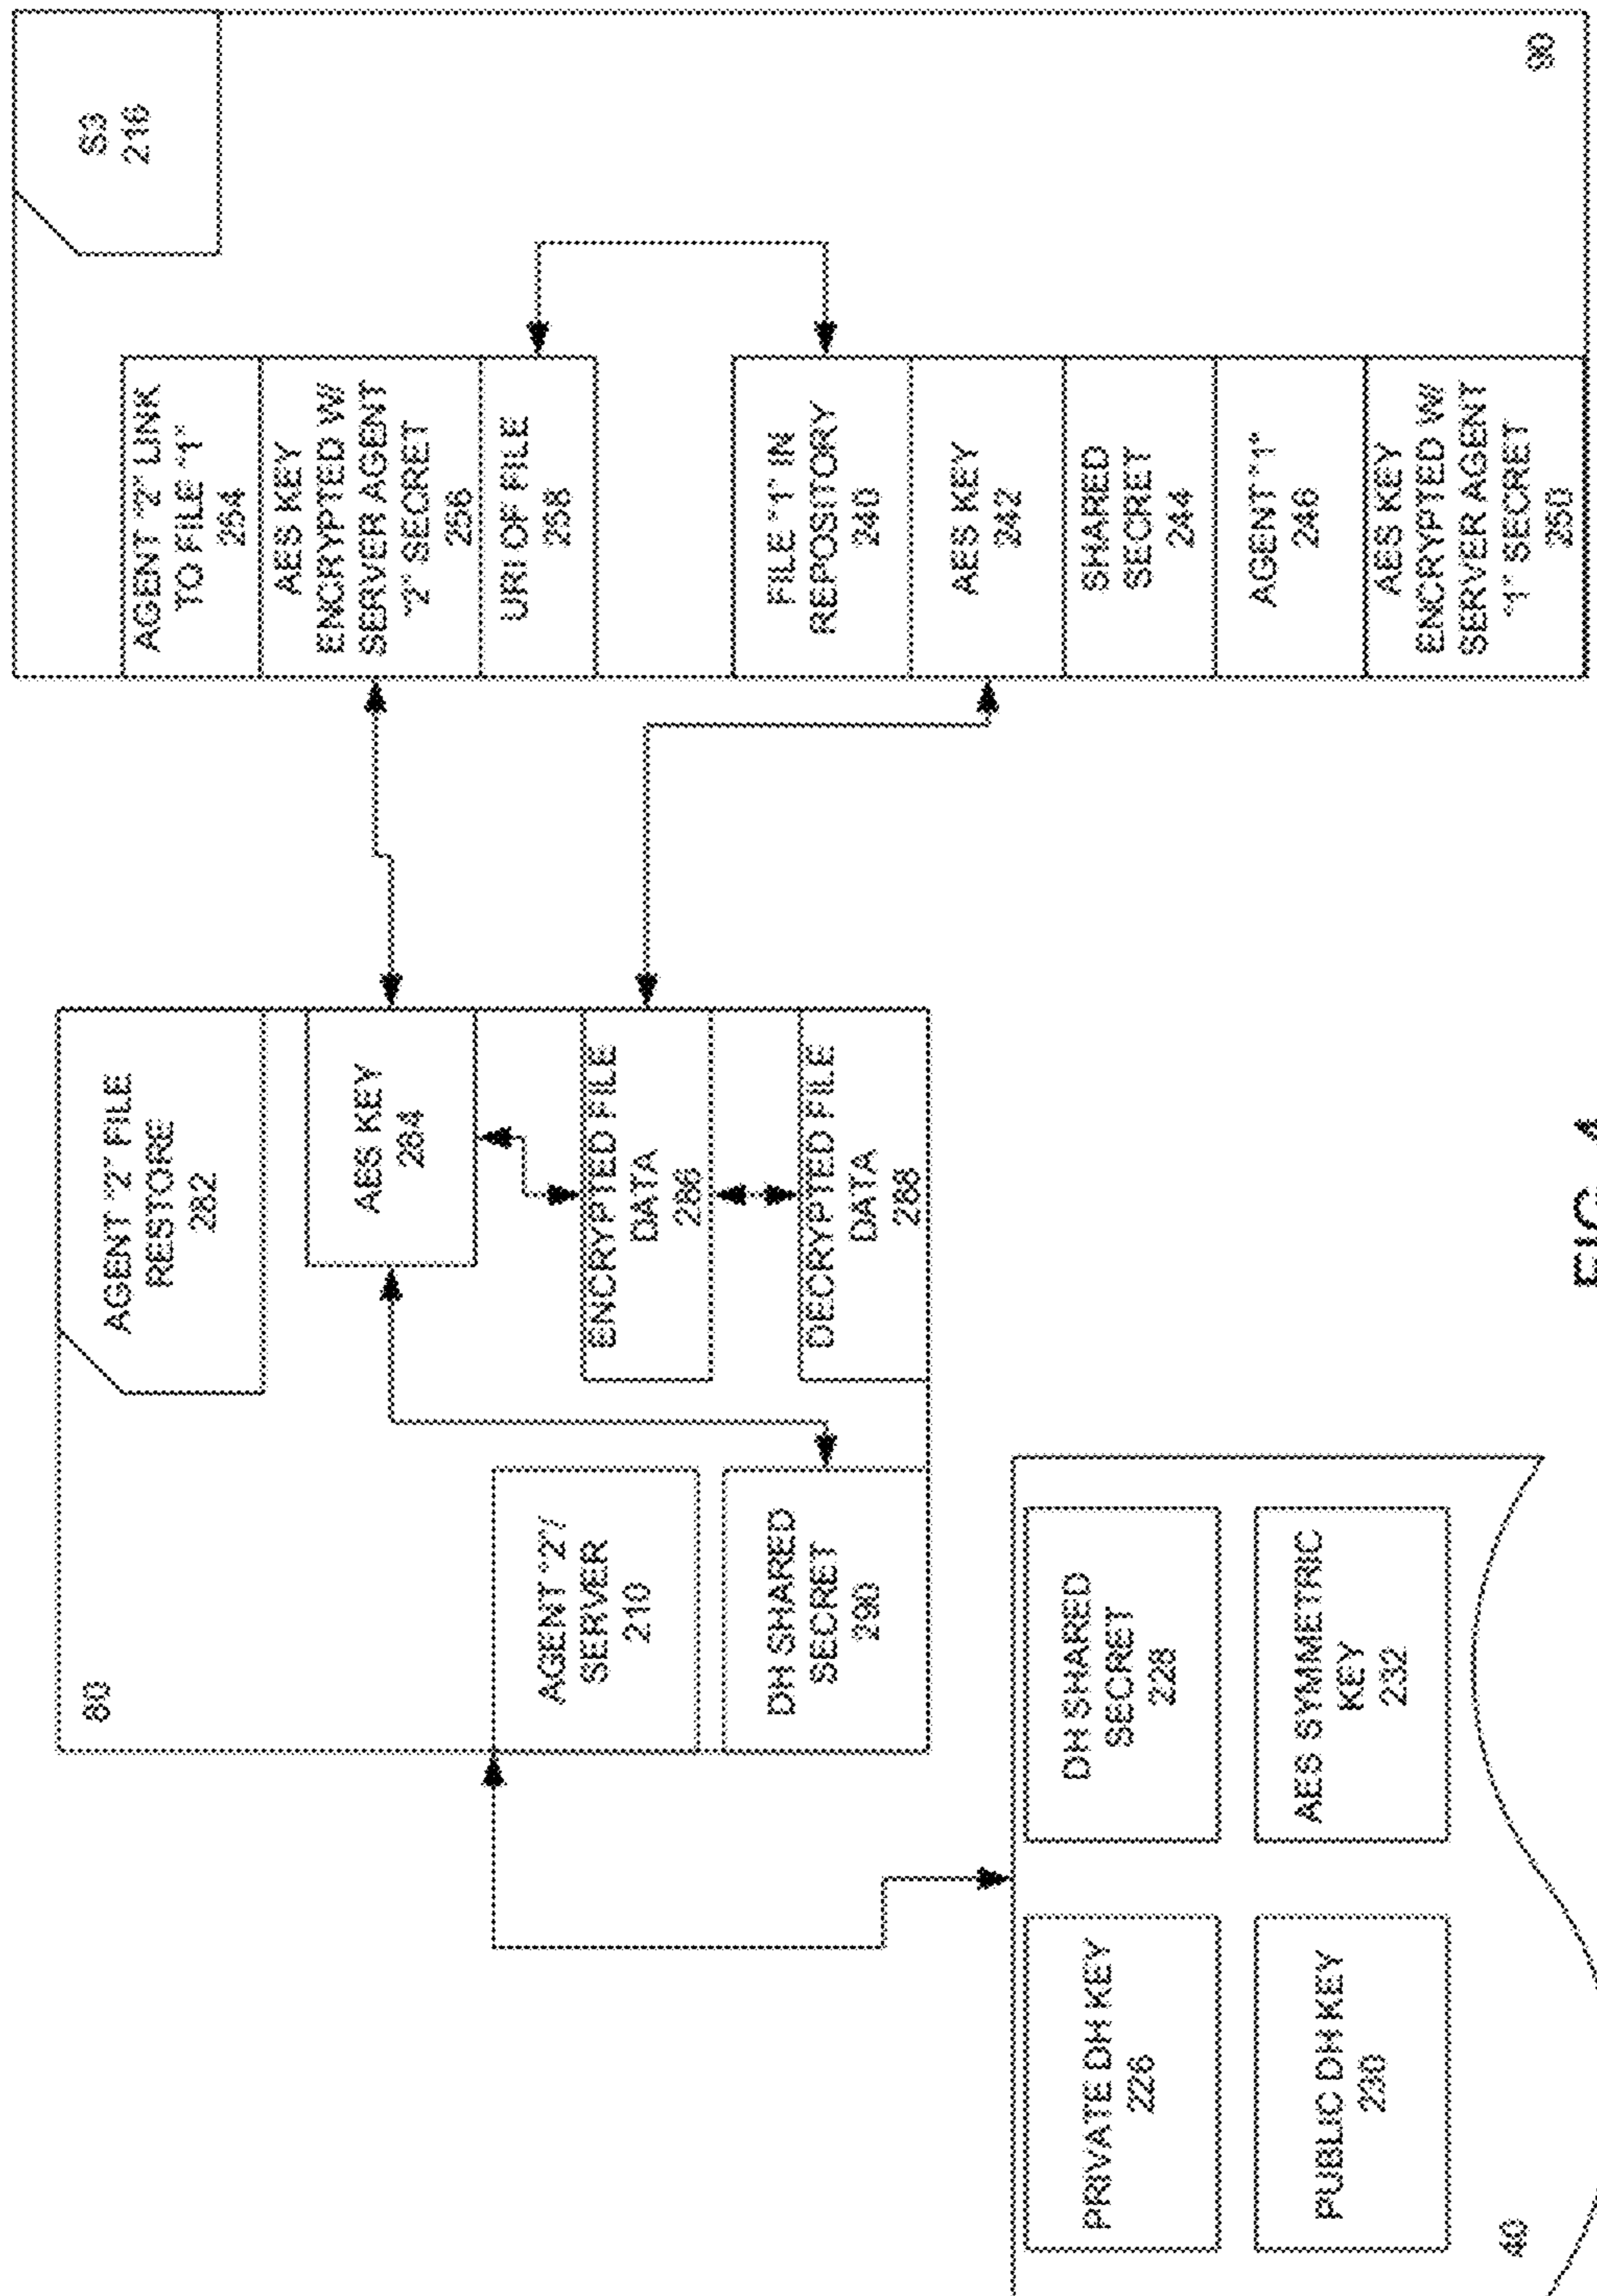 40
PRIVATE DH KEY
226
PUBLIC DH KEY
230
DH SHARED
SECRET
228
AES SYMMETRIC
KEY
232
80
AGENT "2"/
SERVER
210
DH SHARED
SECRET
290
AGENT "2" FILE
RESTORE
282
AES KEY
284
ENCRYPTED FILE
DATA
286
DECRYPTED FILE
DATA
288
S3
216
AGENT "2" LINK
TO FILE "1"
254
AES KEY
ENCRYPTED W/
SERVER AGENT
"2" SECRET
256
URI OF FILE
258
FILE "1" IN
REPOSITORY
240
AES KEY
242
SHARED
SECRET
244
AGENT "1"
246
AES KEY
ENCRYPTED W/
SERVER AGENT
"1" SECRET
250
90
FIG. 4